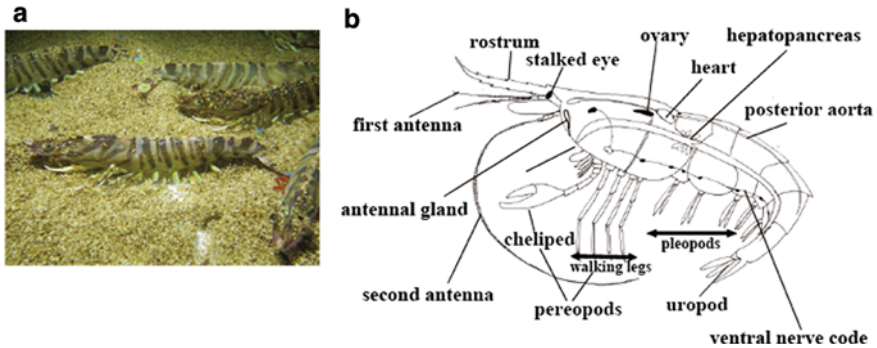 a
b
rostrum
stalked eye
ovary
hepatopancreas
heart
posterior aorta
first antenna
antennal gland
cheliped
walking legs
pleopods
second antenna
pereopods
uropod
ventral nerve code